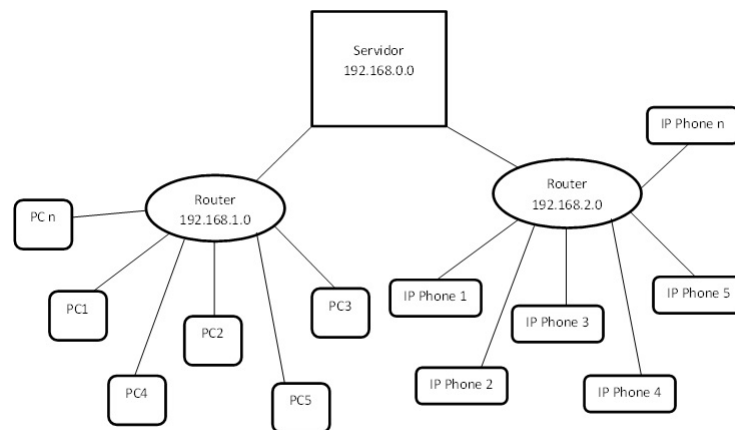 Servidor
192.168.0.0
IP Phone n
Router
192.168.1.0
Router
192.168.2.0
PC n
PC1
PC2
PC3
IP Phone 1
IP Phone 3
IP Phone 5
PC4
PC5
IP Phone 2
IP Phone 4